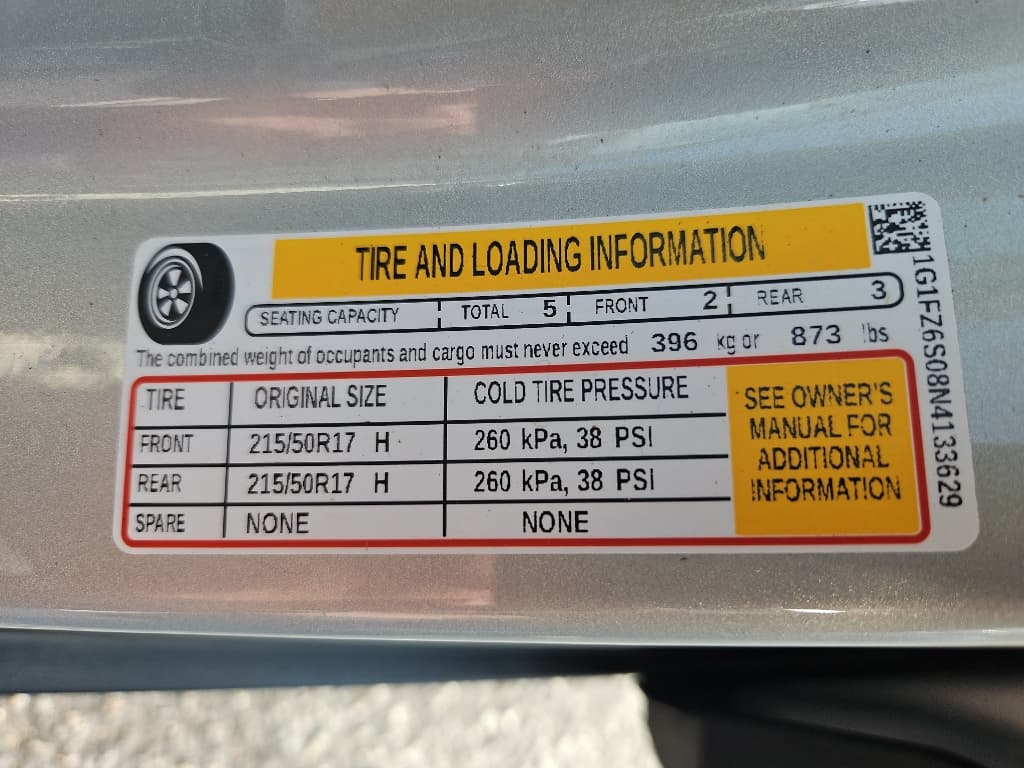 TIRE AND LOADING INFORMATION
SEATING CAPACITY TOTAL 5 FRONT 2 REAR 3
The combined weight of occupants and cargo must never exceed 396 kg or 873 lbs
TIRE ORIGINAL SIZE COLD TIRE PRESSURE
FRONT 215/50R17 H 260 kPa, 38 PSI
REAR 215/50R17 H 260 kPa, 38 PSI
SPARE NONE NONE
SEE OWNER'S
MANUAL FOR
ADDITIONAL
INFORMATION
1G1FZ6S08N4133629